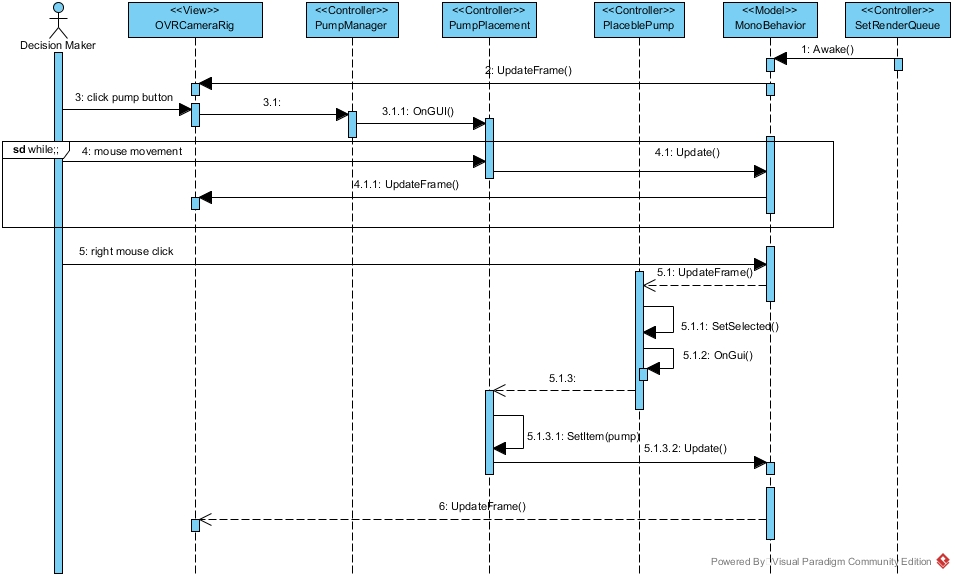 <<View>>
OVRCameraRig
<<Controller>>
PumpManager
<<Controller>>
PumpPlacement
<<Controller>>
PlaceblePump
<<Model>>
MonoBehavior
<<Controller>>
SetRenderQueue
Decision Maker
1: Awake()
2: UpdateFrame()
3: click pump button
3.1:
3.1.1: OnGUI()
sd while;;
4: mouse movement
4.1: Update()
4.1.1: UpdateFrame()
5: right mouse click
5.1: UpdateFrame()
5.1.1: SetSelected()
5.1.2: OnGui()
5.1.3:
5.1.3.1: SetItem(pump)
5.1.3.2: Update()
6: UpdateFrame()
Powered By Visual Paradigm Community Edition